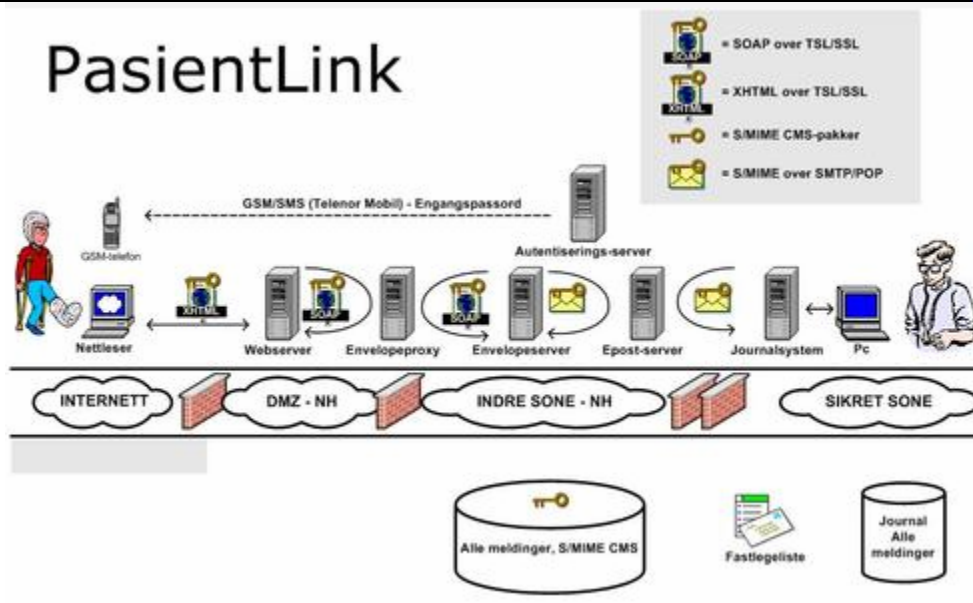 PasientLink
SOAP
= SOAP over TSL/SSL
XHTML
= XHTML over TSL/SSL
= S/MIME CMS-pakker
= S/MIME over SMTP/POP
GSM/SMS (Telenor Mobil) - Engangspassord
GSM-telefon
Autentiserings-server
XHTML
SOAP
SOAP
Nettleser
Webserver
Envelopeproxy
Envelopeserver
Epost-server
Journalsystem
Pc
INTERNETT
DMZ - NH
INDRE SONE - NH
SIKRET SONE
Alle meldinger, S/MIME CMS
Fastlegeliste
Journal
Alle
meldinger